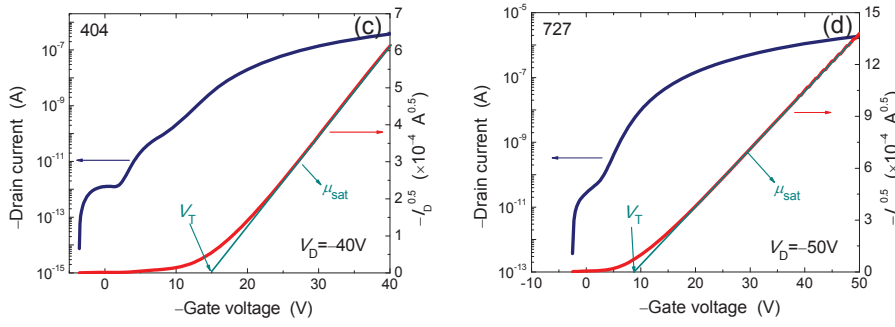 404
(c)
10^-7
10^-9
10^-11
10^-13
10^-15
−Drain current (A)
0 10 20 30 40
−Gate voltage (V)
7
6
5
4
3
2
1
0
−I_D^0.5 (×10^-4 A^0.5)
μ_sat
V_T
V_D=−40V
727
(d)
10^-5
10^-7
10^-9
10^-11
10^-13
−Drain current (A)
-10 0 10 20 30 40 50
−Gate voltage (V)
15
12
9
6
3
0
−I_D^0.5 (×10^-4 A^0.5)
μ_sat
V_T
V_D=−50V